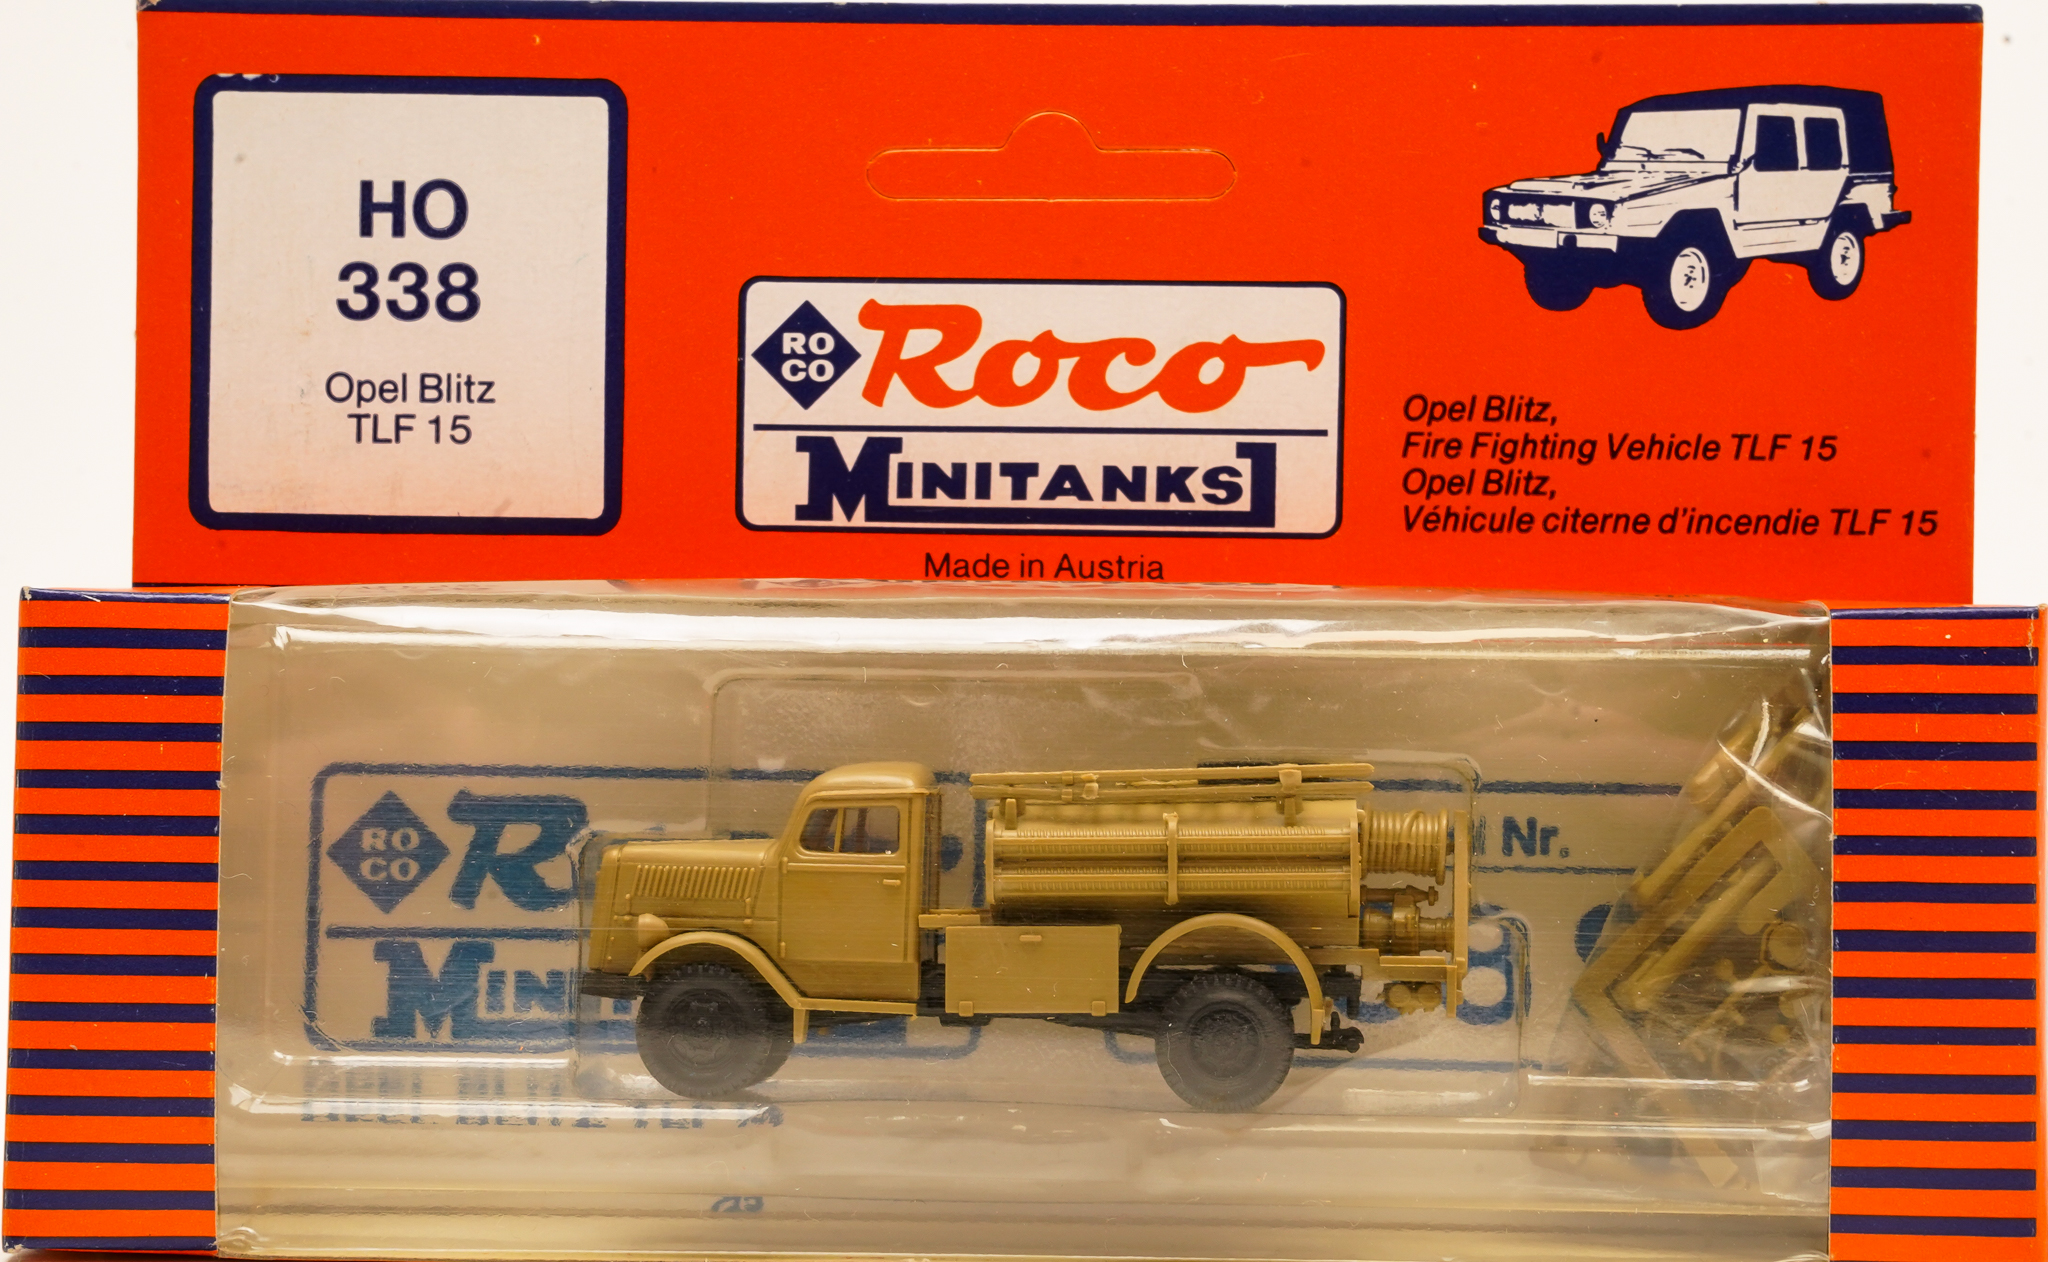 HO
338
Opel Blitz
TLF 15
RO
CO
Roco
MINITANKS
Made in Austria
Opel Blitz,
Fire Fighting Vehicle TLF 15
Opel Blitz,
Véhicule citerne d'incendie TLF 15
RO
CO
R
Nr.
MIN